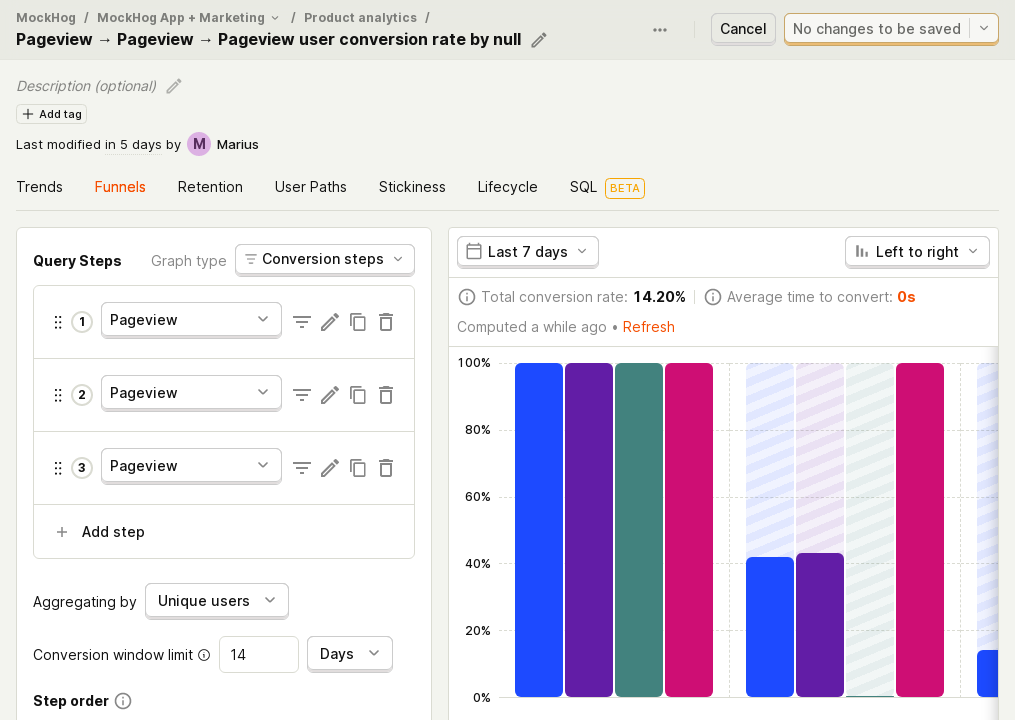 MockHog / MockHog App + Marketing / Product analytics /
Pageview → Pageview → Pageview user conversion rate by null
Cancel
No changes to be saved
Description (optional)
Add tag
Last modified in 5 days by M Marius
Trends Funnels Retention User Paths Stickiness Lifecycle SQL BETA
Query Steps Graph type Conversion steps
1 Pageview
2 Pageview
3 Pageview
Add step
Aggregating by Unique users
Conversion window limit 14 Days
Step order
Last 7 days
Left to right
Total conversion rate: 14.20% Average time to convert: 0s
Computed a while ago • Refresh
100%
80%
60%
40%
20%
0%